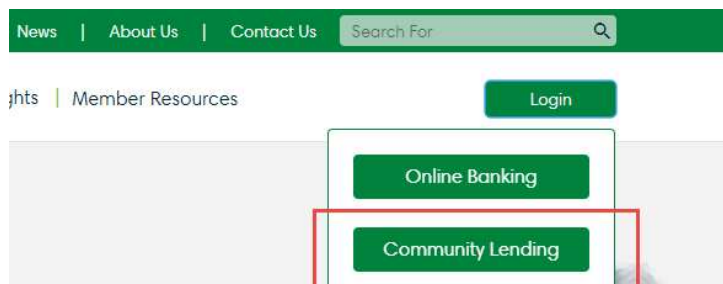 News | About Us | Contact Us Search For
ghts | Member Resources Login
Online Banking
Community Lending